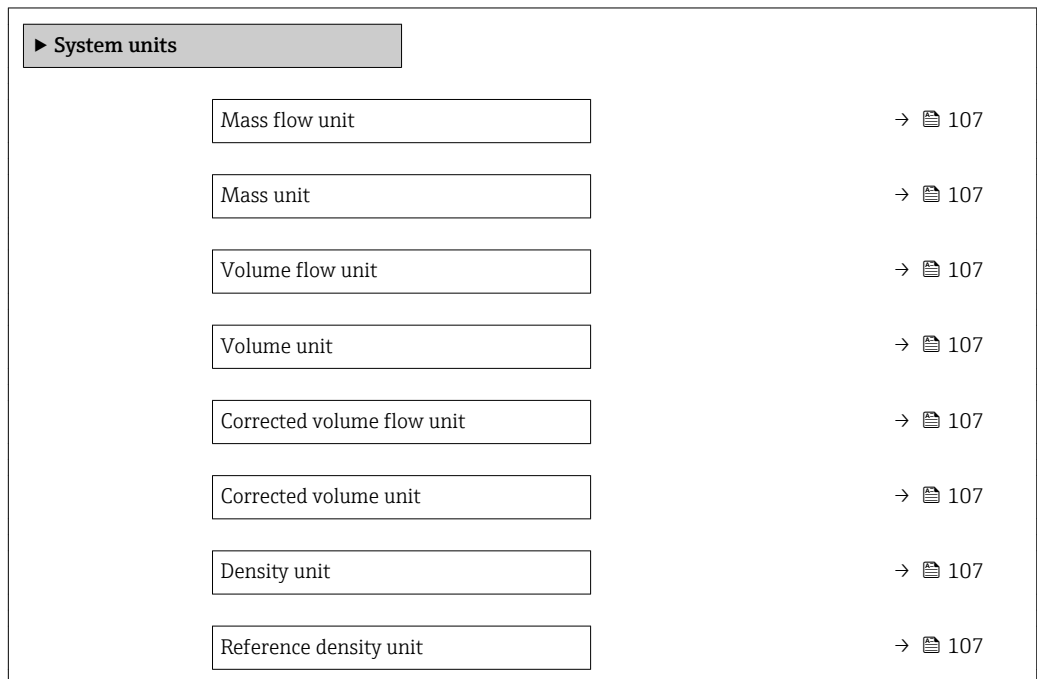 ▶ System units
Mass flow unit → 🖺 107
Mass unit → 🖺 107
Volume flow unit → 🖺 107
Volume unit → 🖺 107
Corrected volume flow unit → 🖺 107
Corrected volume unit → 🖺 107
Density unit → 🖺 107
Reference density unit → 🖺 107